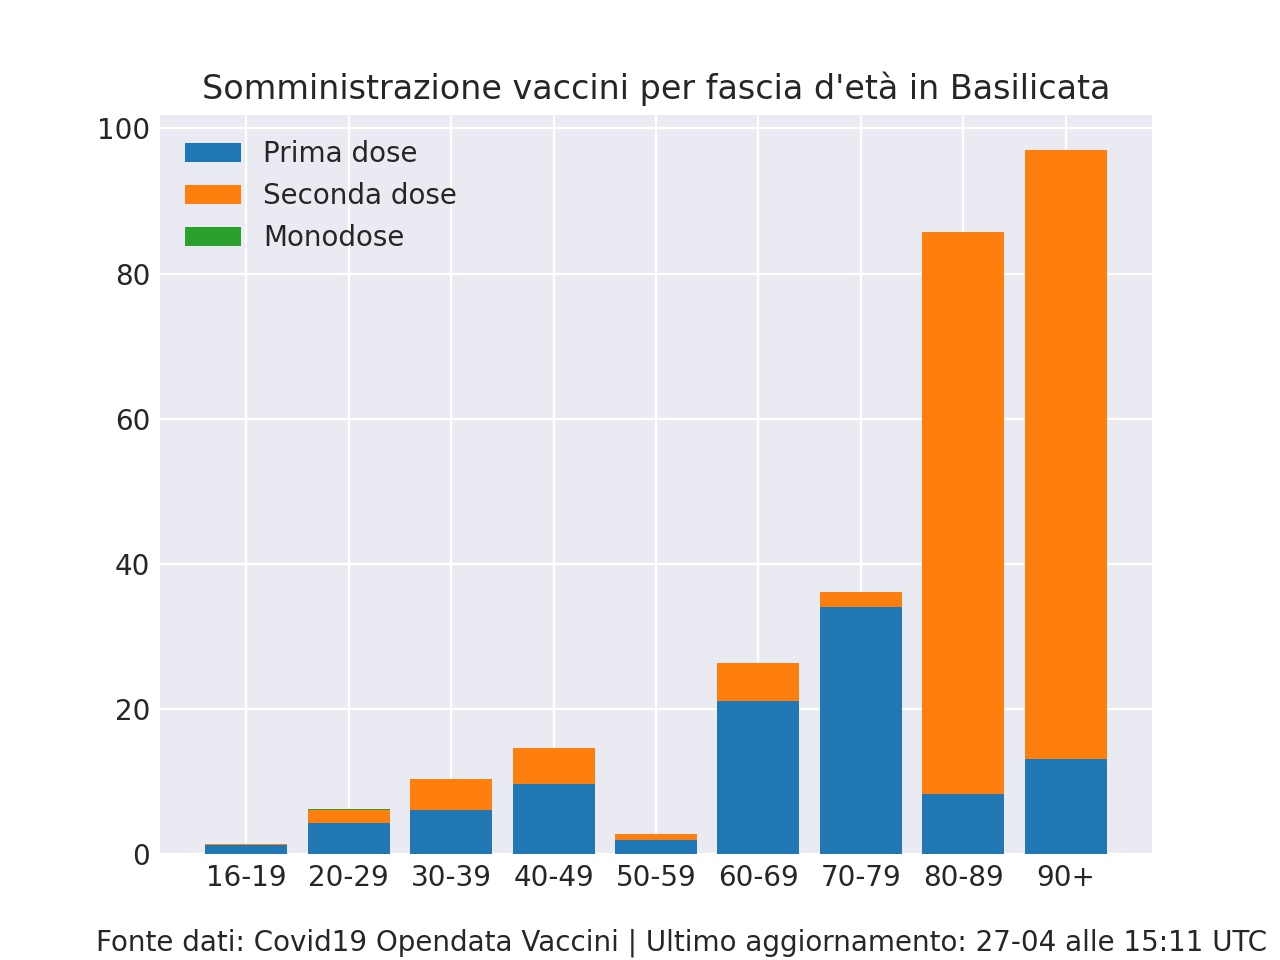 Somministrazione vaccini per fascia d'età in Basilicata
100
80
60
40
20
0
Prima dose
Seconda dose
Monodose
16-19 20-29 30-39 40-49 50-59 60-69 70-79 80-89 90+
Fonte dati: Covid19 Opendata Vaccini | Ultimo aggiornamento: 27-04 alle 15:11 UTC